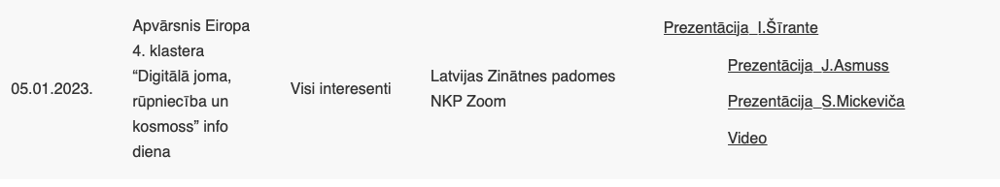 05.01.2023.
Apvārsnis Eiropa
4. klastera
“Digitālā joma,
rūpniecība un
kosmoss” info
diena
Visi interesenti
Latvijas Zinātnes padomes
NKP Zoom
Prezentācija_I.Šīrante
Prezentācija_J.Asmuss
Prezentācija_S.Mickeviča
Video